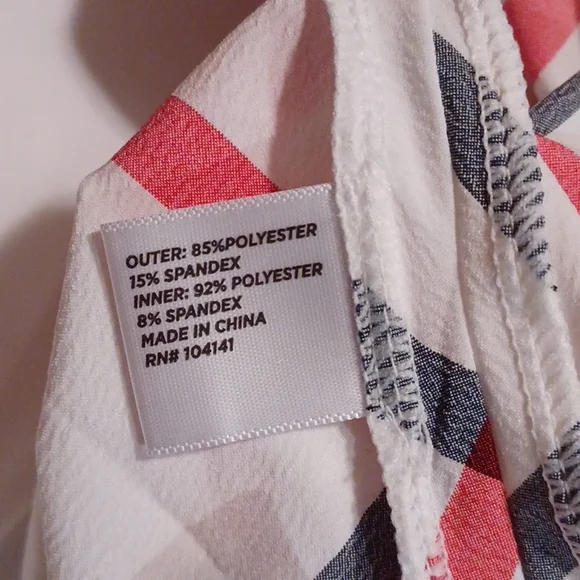 OUTER: 85%POLYESTER
15% SPANDEX
INNER: 92% POLYESTER
8% SPANDEX
MADE IN CHINA
RN# 104141